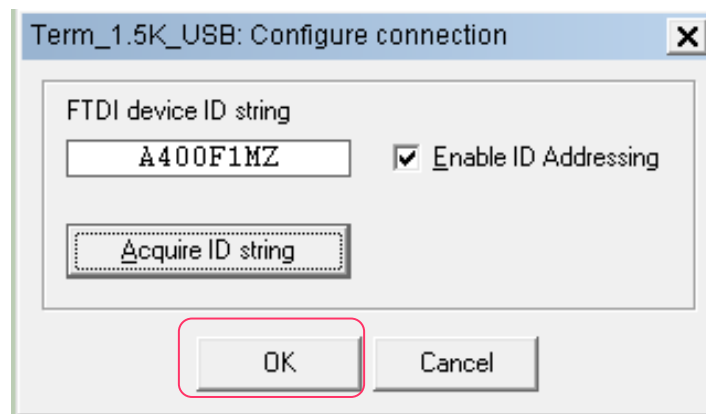 Term_1.5K_USB: Configure connection
FTDI device ID string
A400F1MZ
Enable ID Addressing
Acquire ID string
OK
Cancel